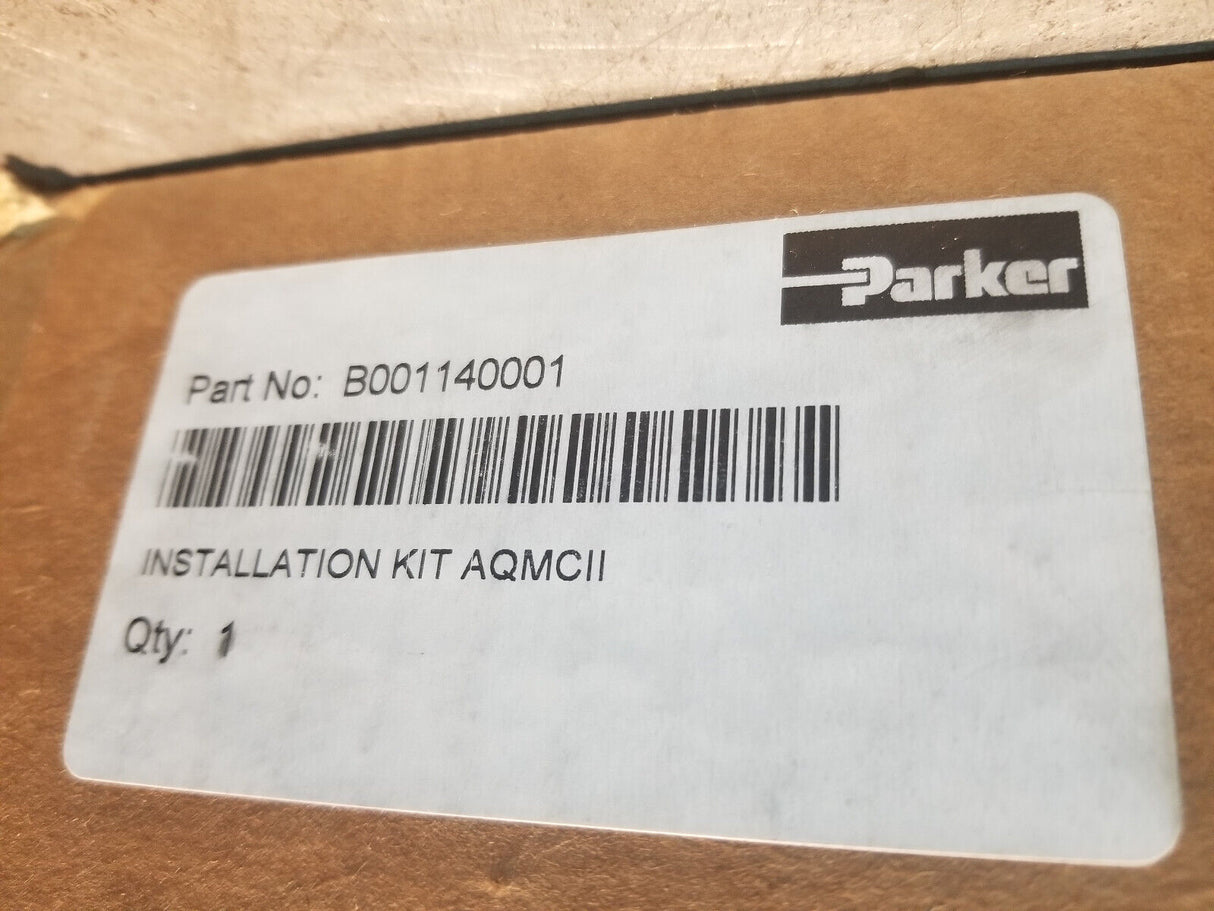 Parker
Part No: B001140001
INSTALLATION KIT AQMCII
Qty: 1